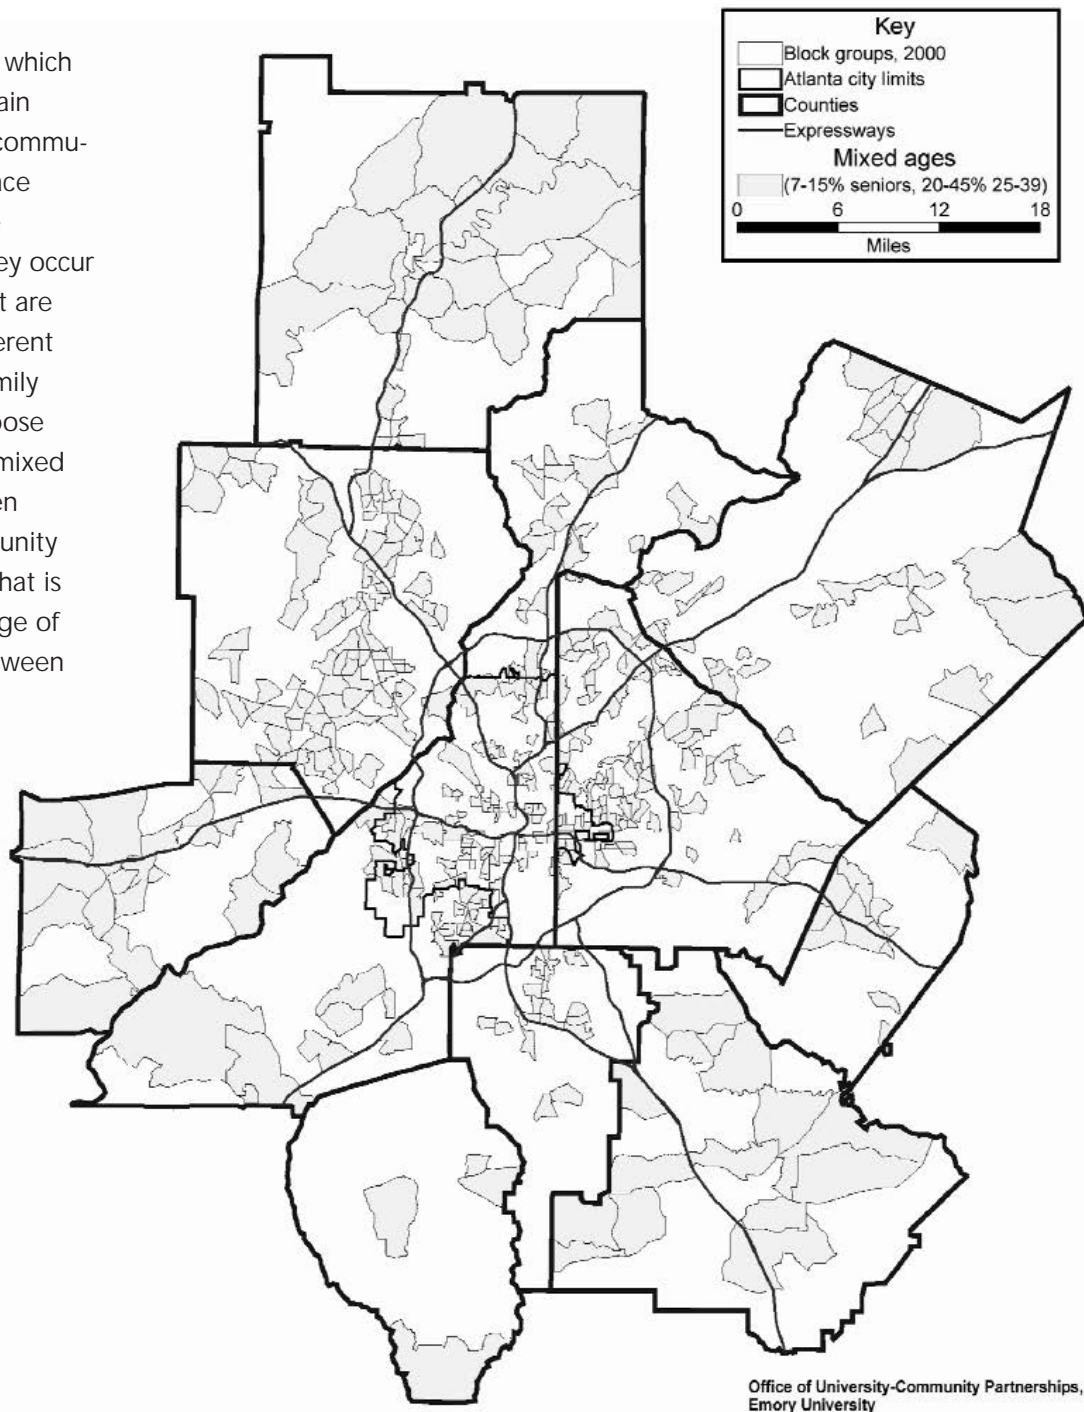 which
ain
commu-
nce
ey occur
t are
erent
mily
oose
mixed
en
unity
hat is
ge of
ween
Key
Block groups, 2000
Atlanta city limits
Counties
Expressways
Mixed ages
(7-15% seniors, 20-45% 25-39)
0 6 12 18
Miles
Office of University-Community Partnerships,
Emory University